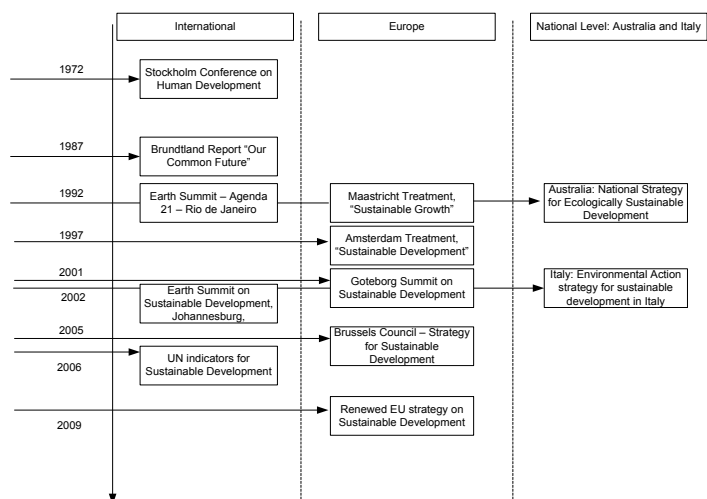 International
Europe
National Level: Australia and Italy
1972
Stockholm Conference on
Human Development
1987
Brundtland Report “Our
Common Future”
1992
Earth Summit – Agenda
21 – Rio de Janeiro
Maastricht Treatment,
“Sustainable Growth”
Australia: National Strategy
for Ecologically Sustainable
Development
1997
Amsterdam Treatment,
“Sustainable Development”
2001
Goteborg Summit on
Sustainable Development
2002
Earth Summit on
Sustainable Development,
Johannesburg,
Italy: Environmental Action
strategy for sustainable
development in Italy
2005
Brussels Council – Strategy
for Sustainable
Development
2006
UN indicators for
Sustainable Development
2009
Renewed EU strategy on
Sustainable Development